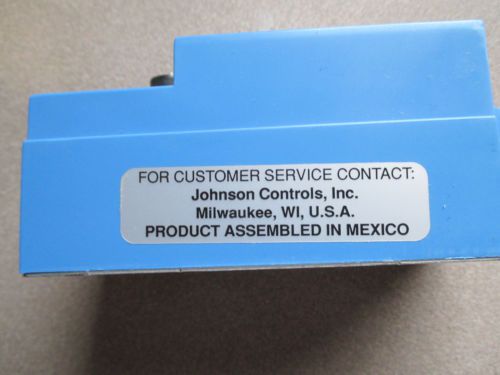 FOR CUSTOMER SERVICE CONTACT:
Johnson Controls, Inc.
Milwaukee, WI, U.S.A.
PRODUCT ASSEMBLED IN MEXICO